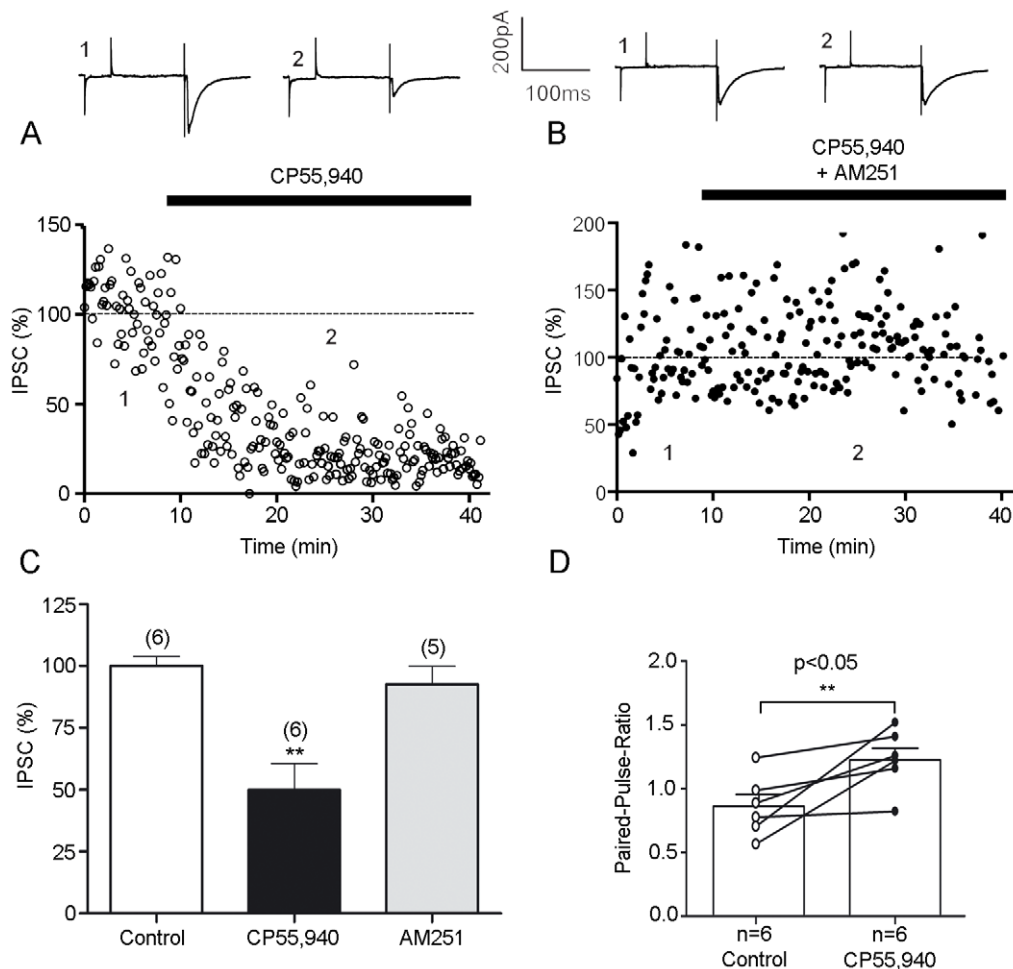 1
2
200pA
100ms
1
2
A
CP55,940
IPSC (%)
150
100
50
0
1
2
0 10 20 30 40
Time (min)
B
CP55,940
+ AM251
IPSC (%)
200
150
100
50
0
1
2
0 10 20 30 40
Time (min)
C
IPSC (%)
125
100
75
50
25
0
(6)
(6)
**
(5)
Control CP55,940 AM251
D
Paired-Pulse-Ratio
2.0
1.5
1.0
0.5
0.0
p<0.05
**
n=6 n=6
Control CP55,940